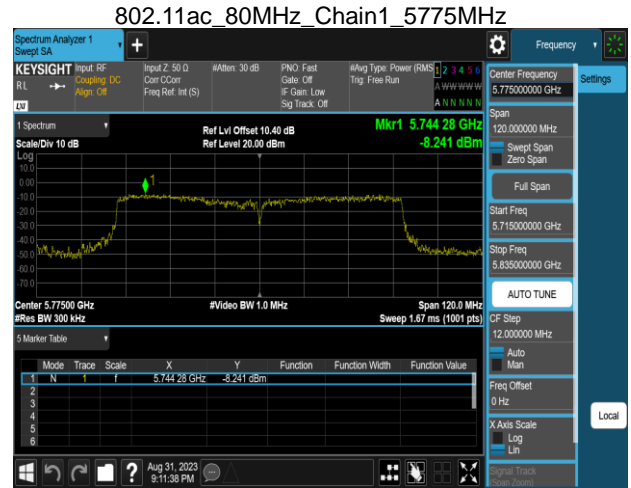 802.11ac_80MHz_Chain1_5775MHz
Spectrum Analyzer 1
Swept SA
+
Frequency
KEYSIGHT
RL
LXI
Input: RF
Coupling: DC
Align: Off
Input Z: 50 Ω
Corr CCorr
Freq Ref: Int (S)
#Atten: 30 dB
PNO: Fast
Gate: Off
IF Gain: Low
Sig Track: Off
#Avg Type: Power (RMS
Trig: Free Run
1 2 3 4 5 6
A W W W W W
A N N N N N
1 Spectrum
Scale/Div 10 dB
Ref Lvl Offset 10.40 dB
Ref Level 20.00 dBm
Mkr1 5.744 28 GHz
-8.241 dBm
Log
10.0
0.00
-10.0
-20.0
-30.0
-40.0
-50.0
-60.0
-70.0
1
Center 5.77500 GHz
#Res BW 300 kHz
#Video BW 1.0 MHz
Span 120.0 MHz
Sweep 1.67 ms (1001 pts)
5 Marker Table
Mode Trace Scale X Y Function Function Width Function Value
1 N 1 f 5.744 28 GHz -8.241 dBm
2
3
4
5
6
Aug 31, 2023
9:11:38 PM
Center Frequency
5.775000000 GHz
Settings
Span
120.000000 MHz
Swept Span
Zero Span
Full Span
Start Freq
5.715000000 GHz
Stop Freq
5.835000000 GHz
AUTO TUNE
CF Step
12.000000 MHz
Auto
Man
Freq Offset
0 Hz
X Axis Scale
Log
Lin
Local
Signal Track
(Span Zoom)